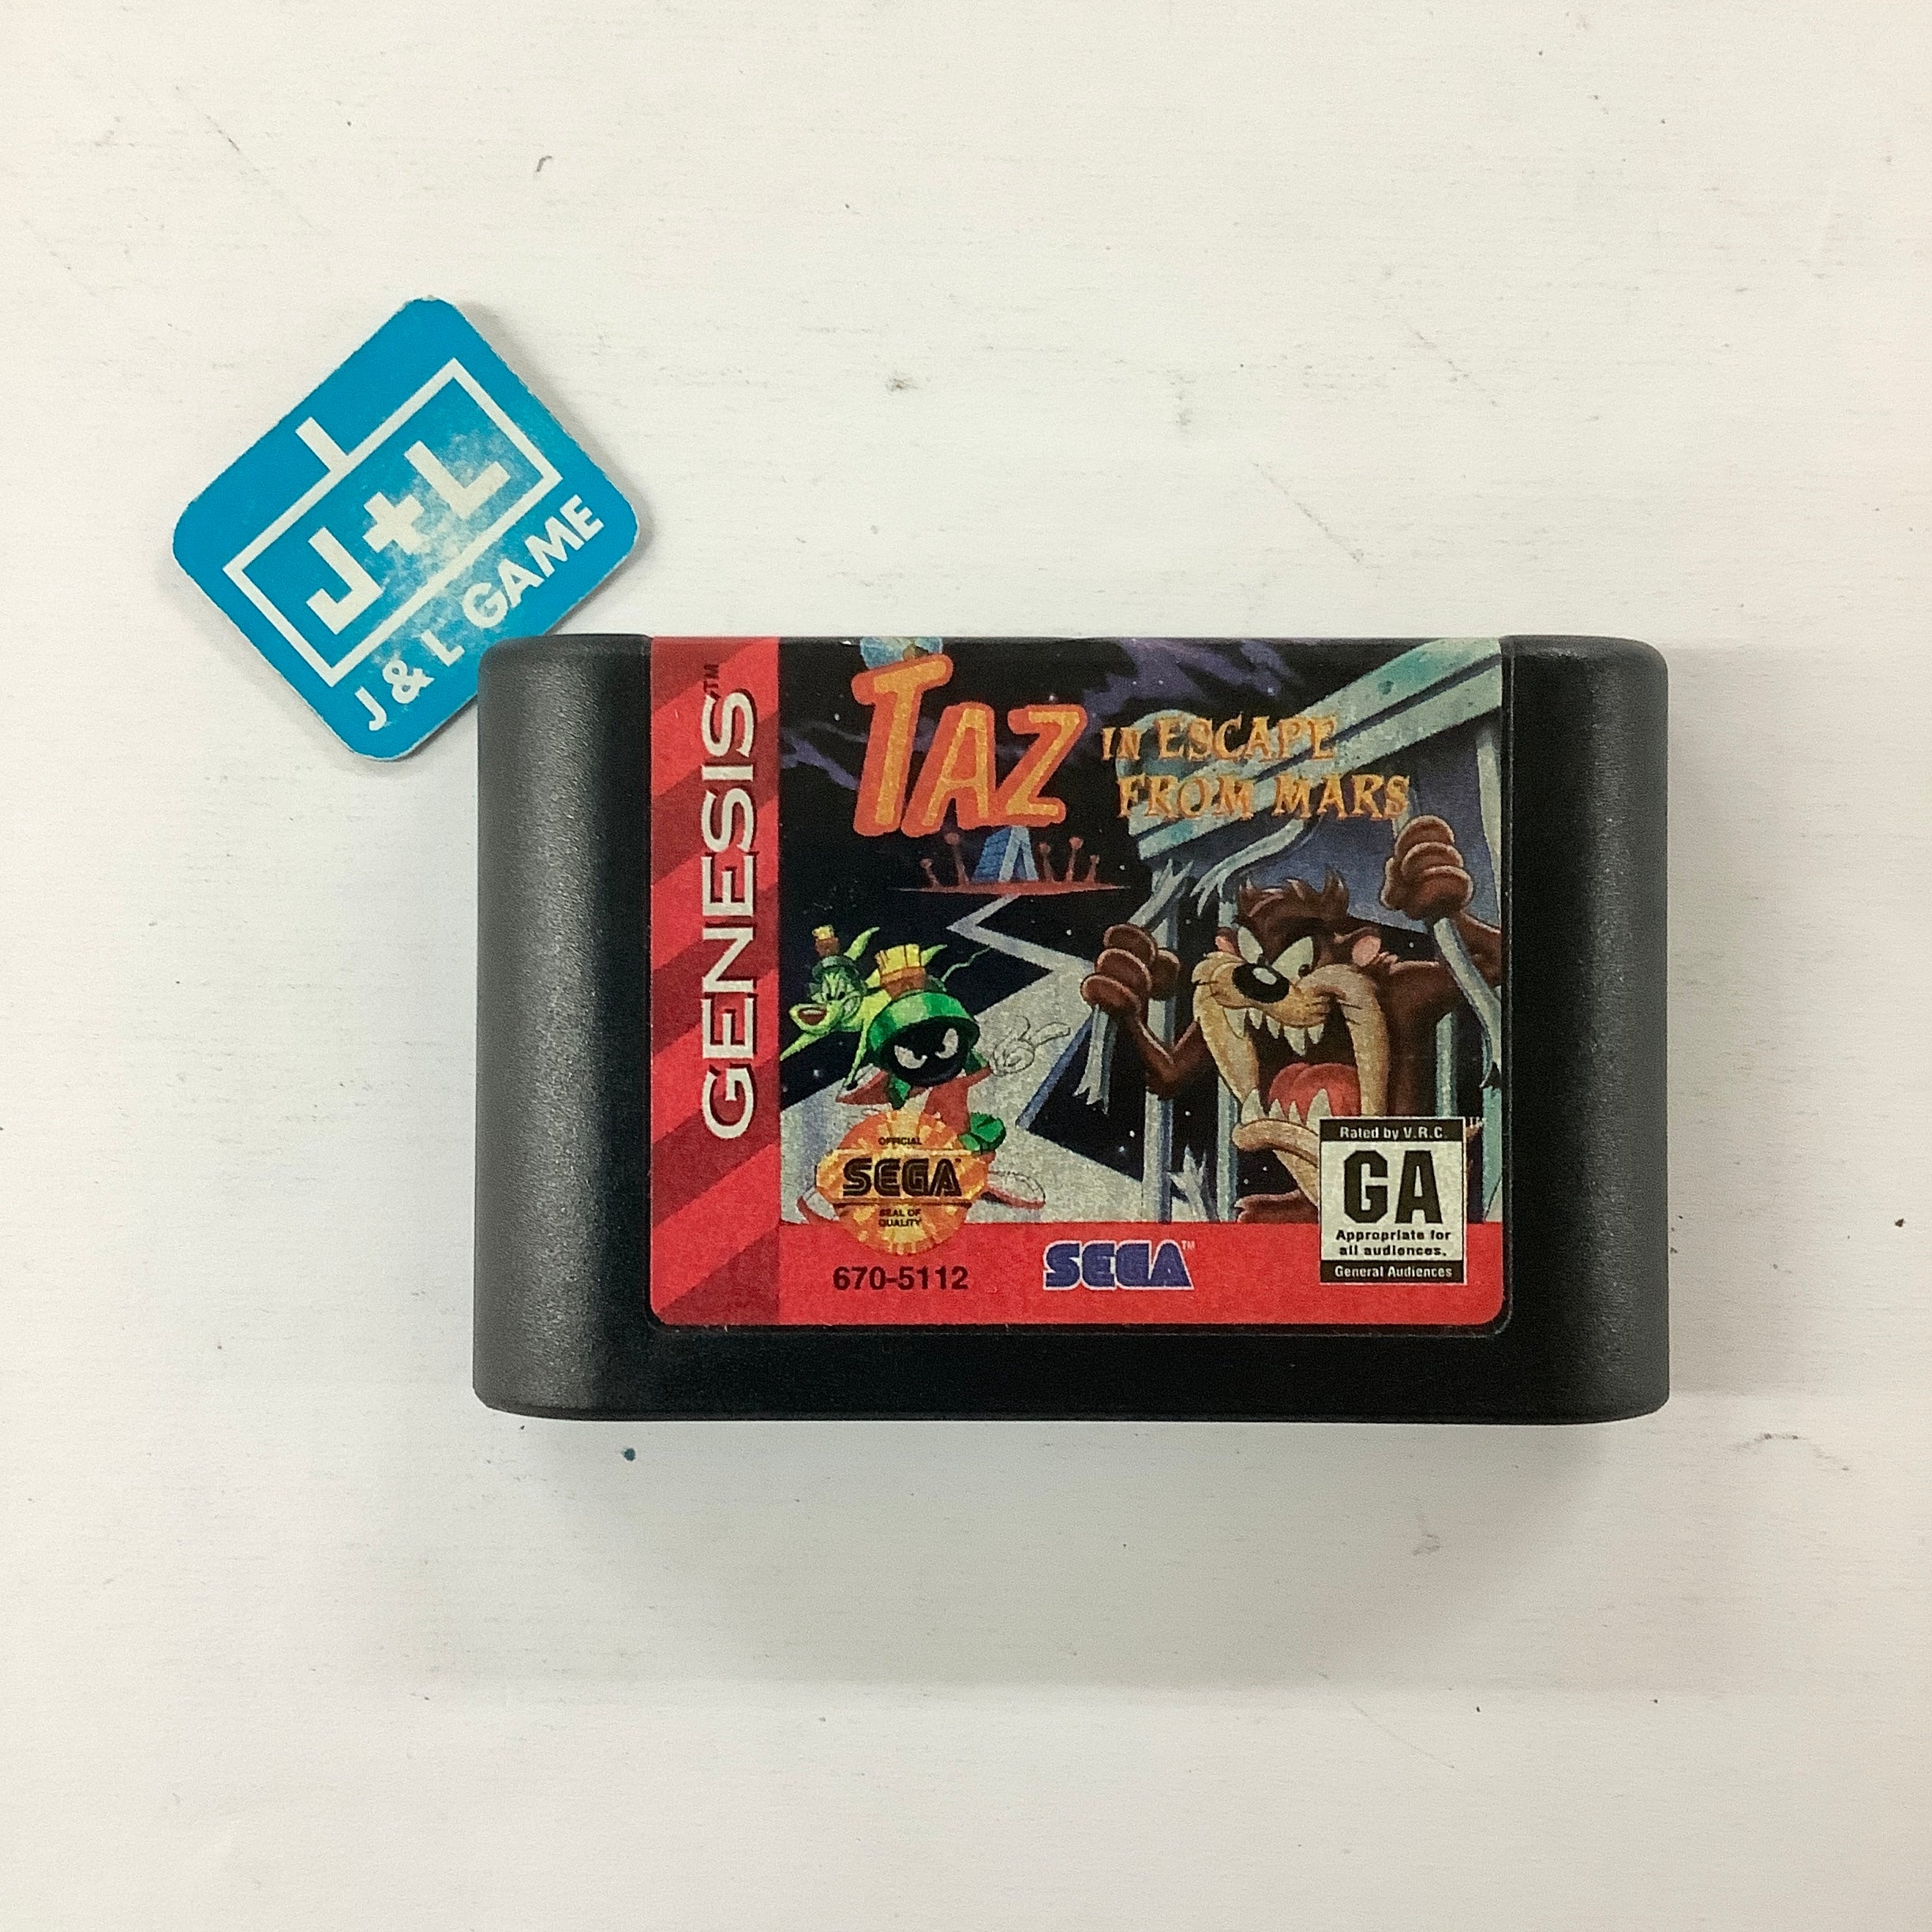 J+L
J & L GAME
GENESIS™
TAZ
IN ESCAPE
FROM MARS
OFFICIAL
SEGA
SEAL OF
QUALITY
670-5112
SEGA™
TM
Rated by V.R.C.
GA
Appropriate for
all audiences.
General Audiences